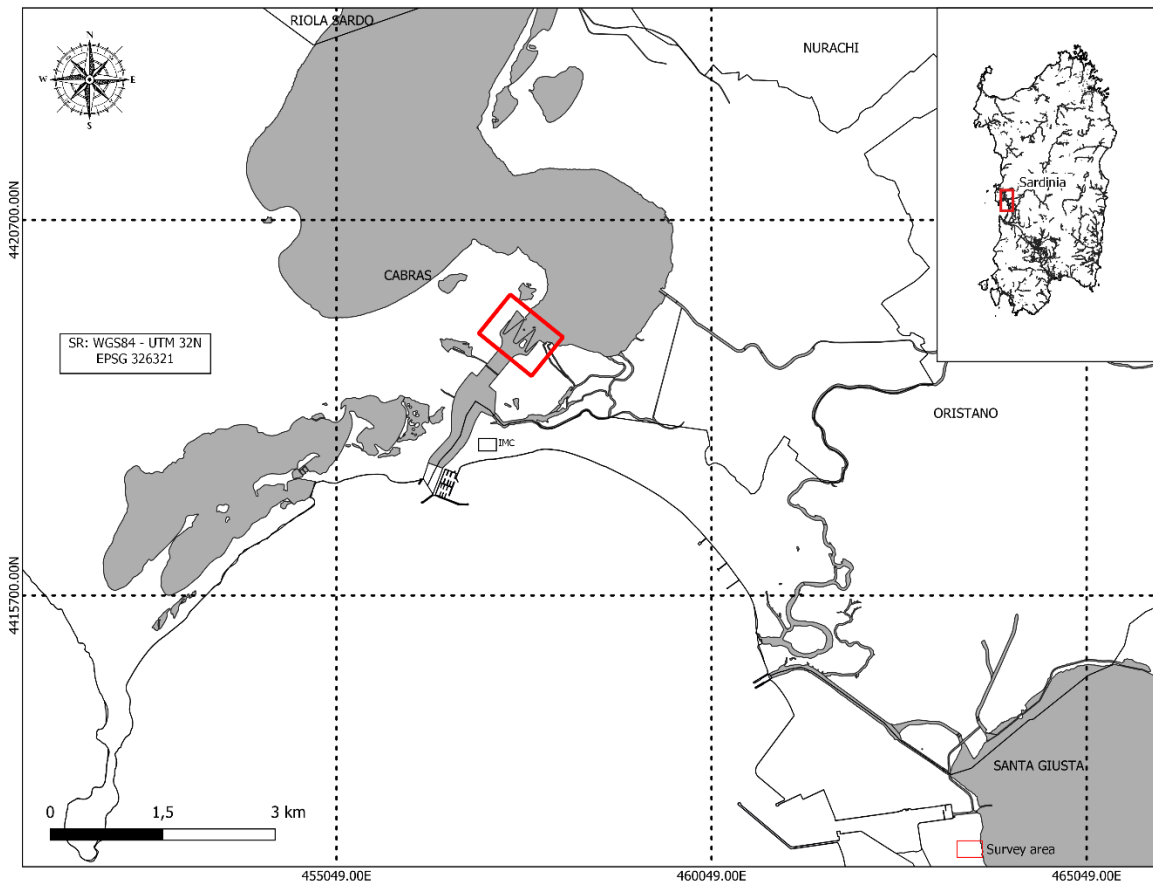 RIOLA SARDO
NURACHI
N
W
E
S
Sardinia
4420700.00N
CABRAS
SR: WGS84 - UTM 32N
EPSG 326321
ORISTANO
IMC
4415700.00N
SANTA GIUSTA
0
1,5
3 km
Survey area
455049.00E
460049.00E
465049.00E